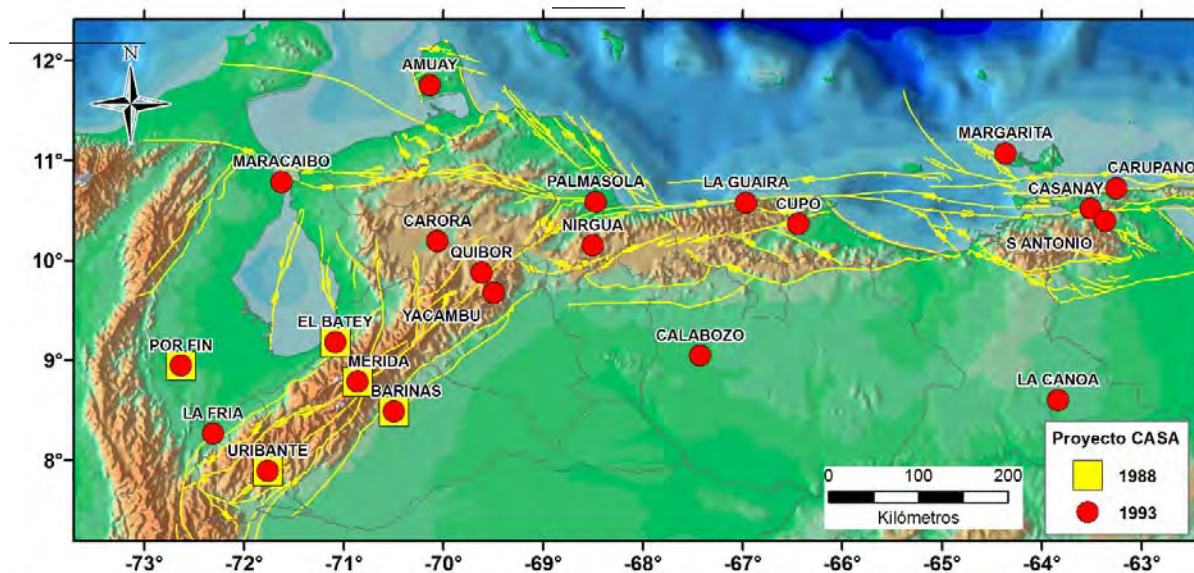 N
12°
11°
10°
9°
8°
AMUAY
MARGARITA
MARACAIBO
CARUPANO
PALMASOLA
LA GUAIRA
CASANAY
CUPO
CARORA
NIRGUA
QUIBOR
S ANTONIO
YACAMBU
EL BATEY
POR FIN
MERIDA
CALABOZO
BARINAS
LA CANOA
LA FRIA
URIBANTE
Proyecto CASA
1988
1993
0 100 200
Kilómetros
-73° -72° -71° -70° -69° -68° -67° -66° -65° -64° -63°